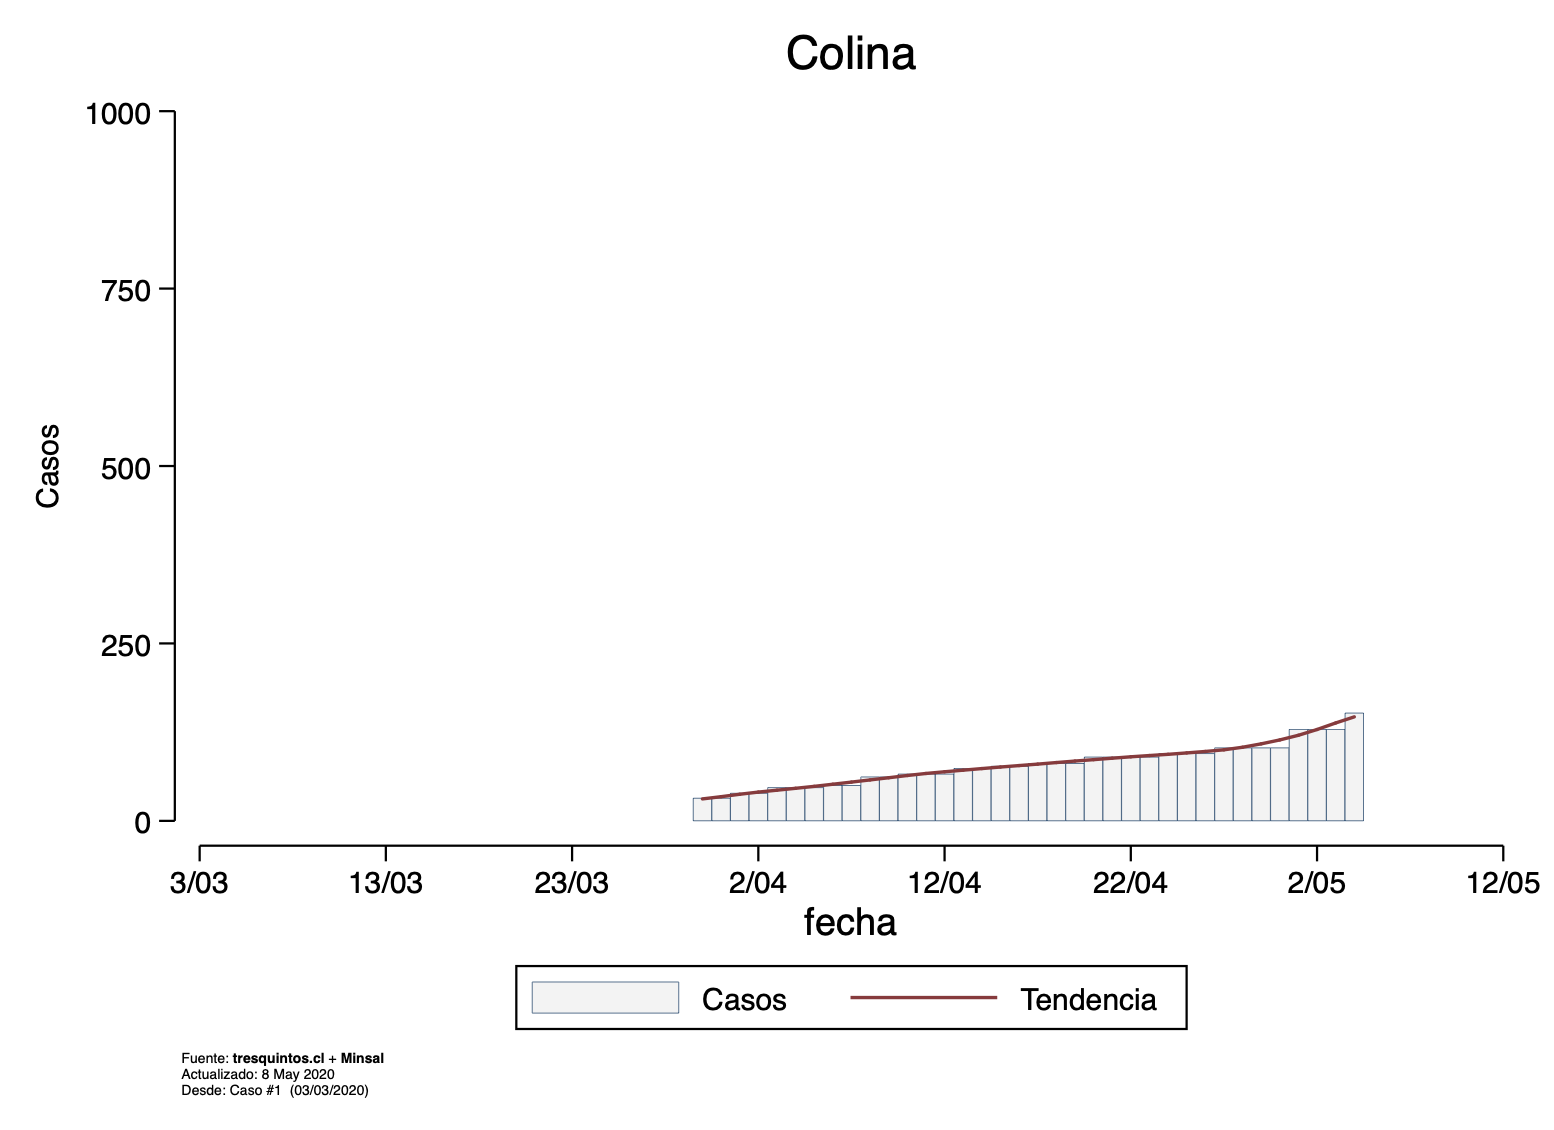 Colina
1000
750
500
250
0
Casos
3/03 13/03 23/03 2/04 12/04 22/04 2/05 12/05
fecha
Casos Tendencia
Fuente: tresquintos.cl + Minsal
Actualizado: 8 May 2020
Desde: Caso #1 (03/03/2020)